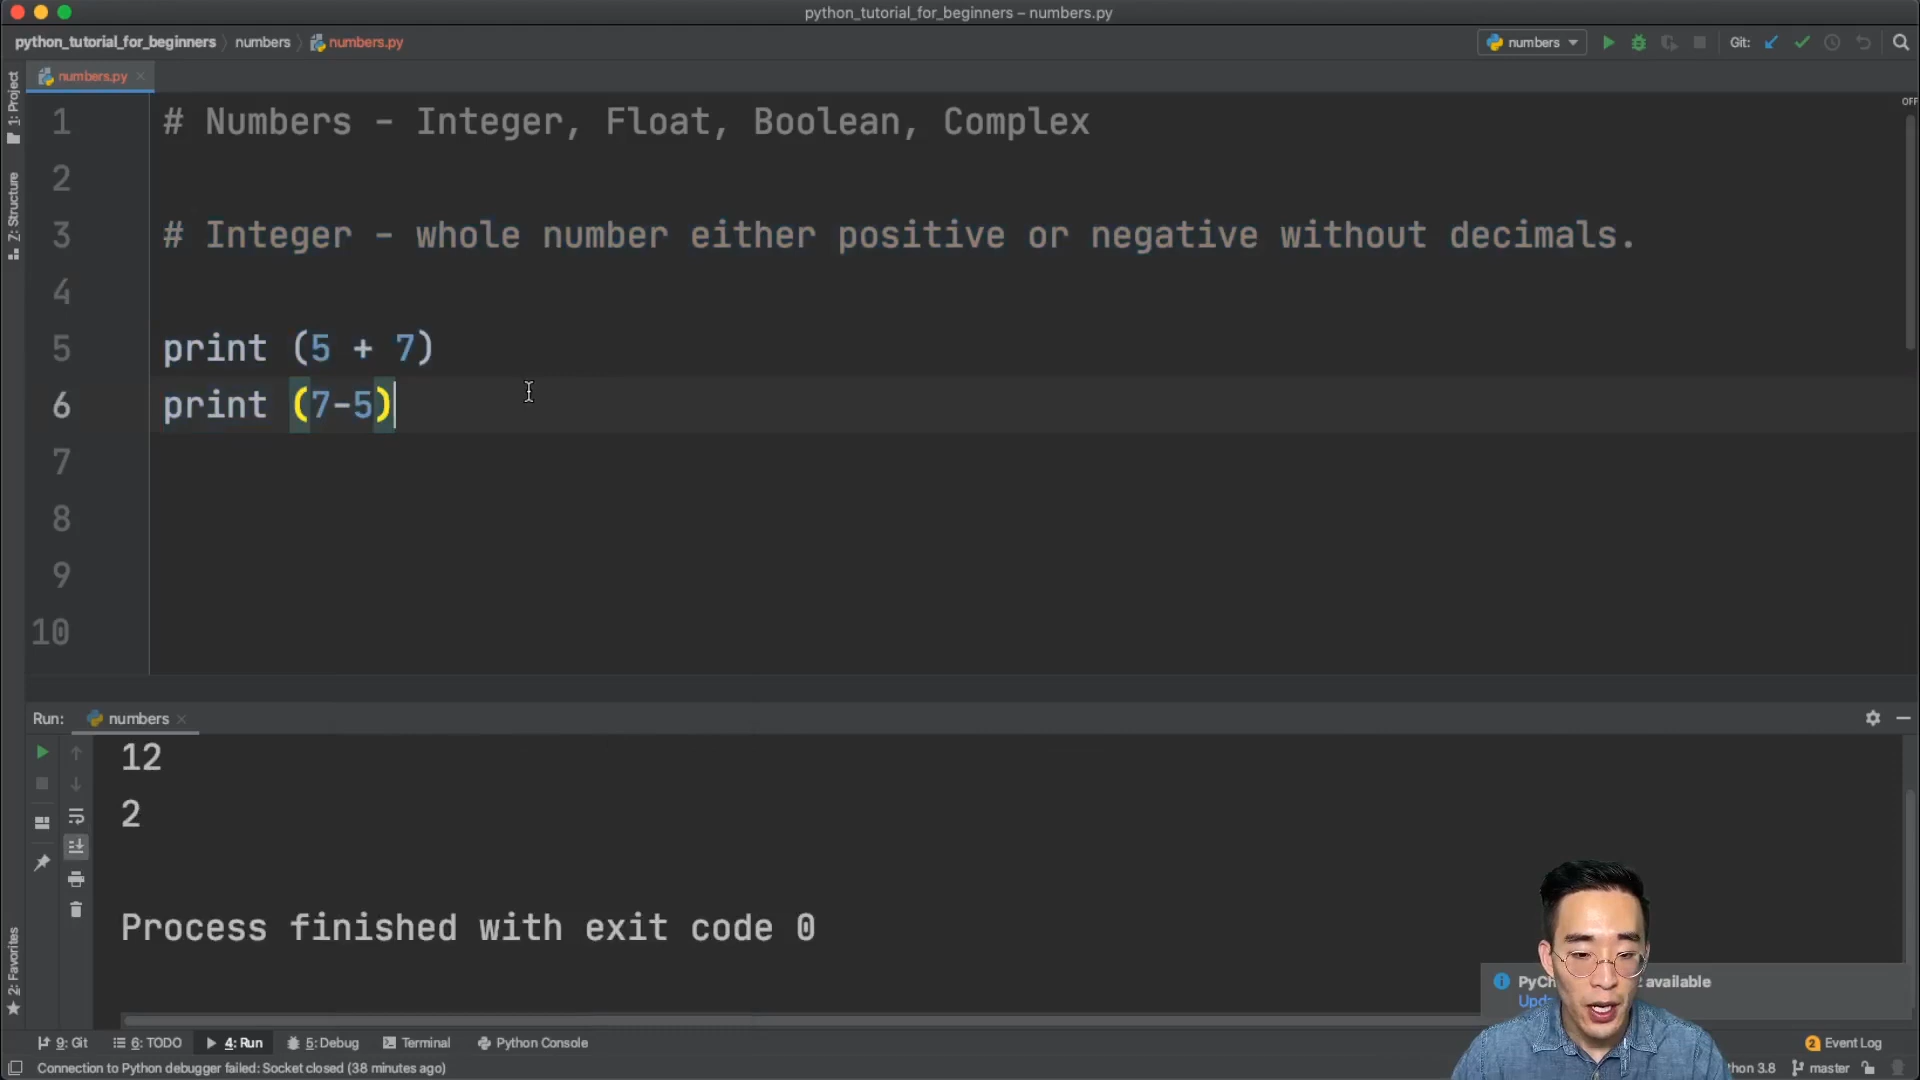 python_tutorial_for_beginners – numbers.py
python_tutorial_for_beginners numbers numbers.py
numbers Git:
numbers.py
OFF
1: Project
Z: Structure
2: Favorites
1 # Numbers - Integer, Float, Boolean, Complex
2
3 # Integer - whole number either positive or negative without decimals.
4
5 print (5 + 7)
6 print (7-5)
7
8
9
10
Run: numbers
12
2
Process finished with exit code 0
available
9: Git 6: TODO 4: Run 5: Debug Terminal Python Console 2 Event Log
Connection to Python debugger failed: Socket closed (38 minutes ago) 3.8 master